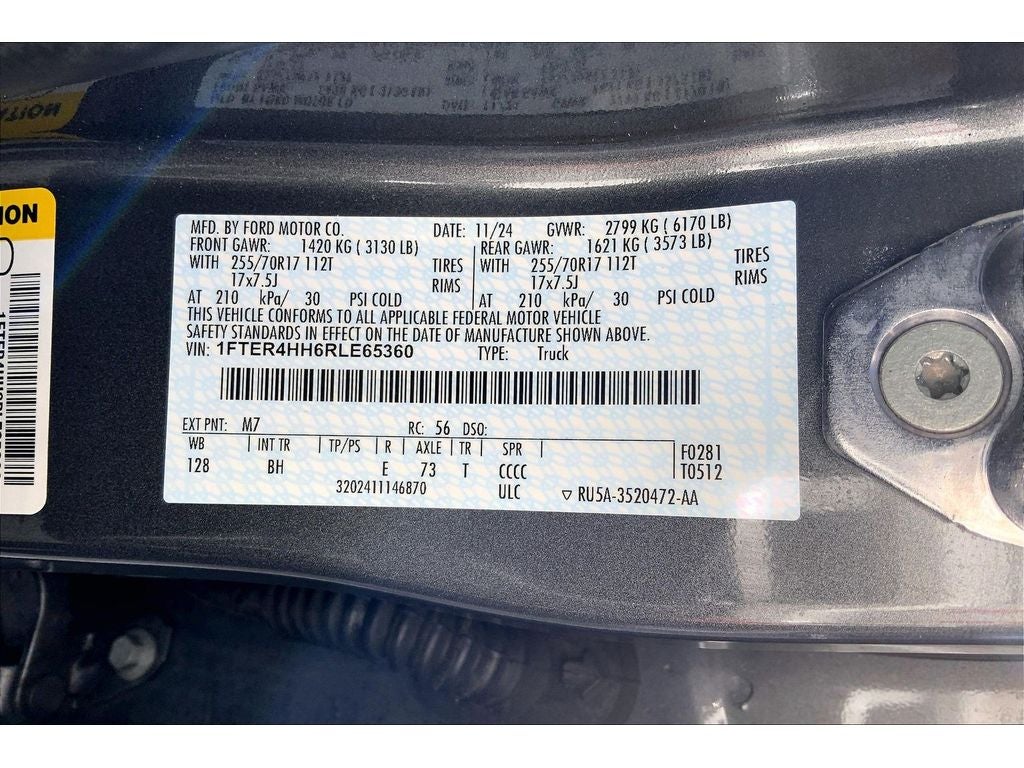 NOIT
ION
MFD. BY FORD MOTOR CO. DATE: 11/24 GVWR: 2799 KG ( 6170 LB)
FRONT GAWR: 1420 KG ( 3130 LB) REAR GAWR: 1621 KG ( 3573 LB)
WITH 255/70R17 112T TIRES WITH 255/70R17 112T TIRES
17x7.5J RIMS 17x7.5J RIMS
AT 210 kPa/ 30 PSI COLD AT 210 kPa/ 30 PSI COLD
THIS VEHICLE CONFORMS TO ALL APPLICABLE FEDERAL MOTOR VEHICLE
SAFETY STANDARDS IN EFFECT ON THE DATE OF MANUFACTURE SHOWN ABOVE.
VIN: 1FTER4HH6RLE65360 TYPE: Truck
EXT PNT: M7 RC: 56 DSO:
WB | INT TR | TP/PS | R | AXLE | TR | SPR | F0281
128 BH E 73 T CCCC T0512
3202411146870 ULC ▽ RU5A-3520472-AA